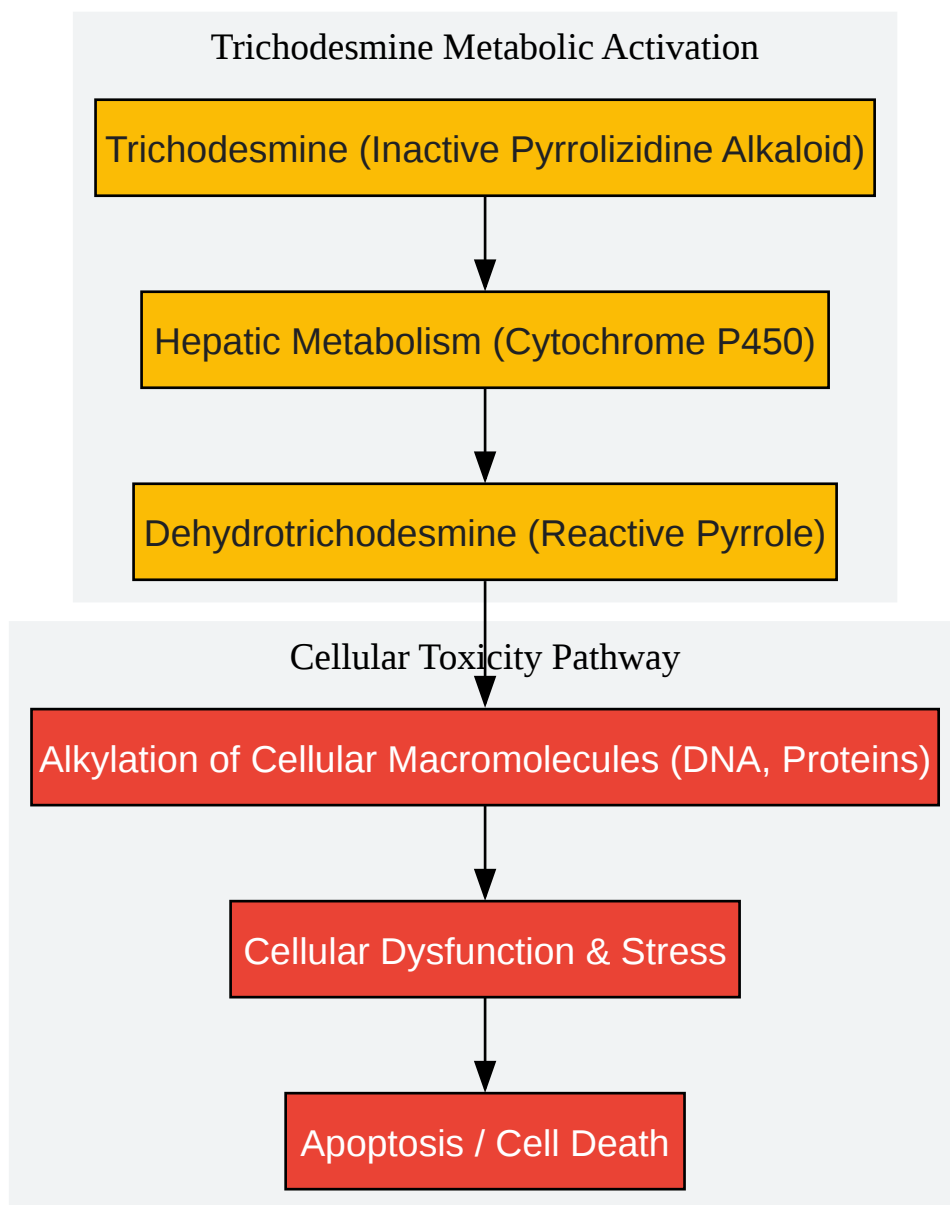 Trichodesmine Metabolic Activation
Trichodesmine (Inactive Pyrrolizidine Alkaloid)
Hepatic Metabolism (Cytochrome P450)
Dehydrotrichodesmine (Reactive Pyrrole)
Cellular Toxicity Pathway
Alkylation of Cellular Macromolecules (DNA, Proteins)
Cellular Dysfunction & Stress
Apoptosis / Cell Death